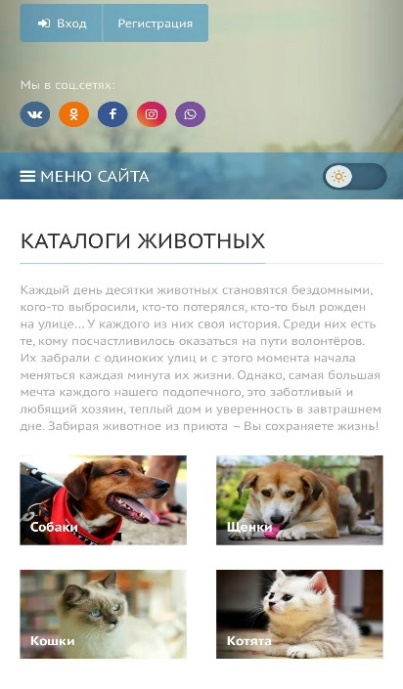 Вход Регистрация
Мы в соц.сетях:
МЕНЮ САЙТА
КАТАЛОГИ ЖИВОТНЫХ
Каждый день десятки животных становятся бездомными,
кого-то выбросили, кто-то потерялся, кто-то был рожден
на улице... У каждого из них своя история. Среди них есть
те, кому посчастливилось оказаться на пути волонтёров.
Их забрали с одиноких улиц и с этого момента начала
меняться каждая минута их жизни. Однако, самая большая
мечта каждого нашего подопечного, это заботливый и
любящий хозяин, теплый дом и уверенность в завтрашнем
дне. Забирая животное из приюта – Вы сохраняете жизнь!
Собаки Щенки
Кошки Котята